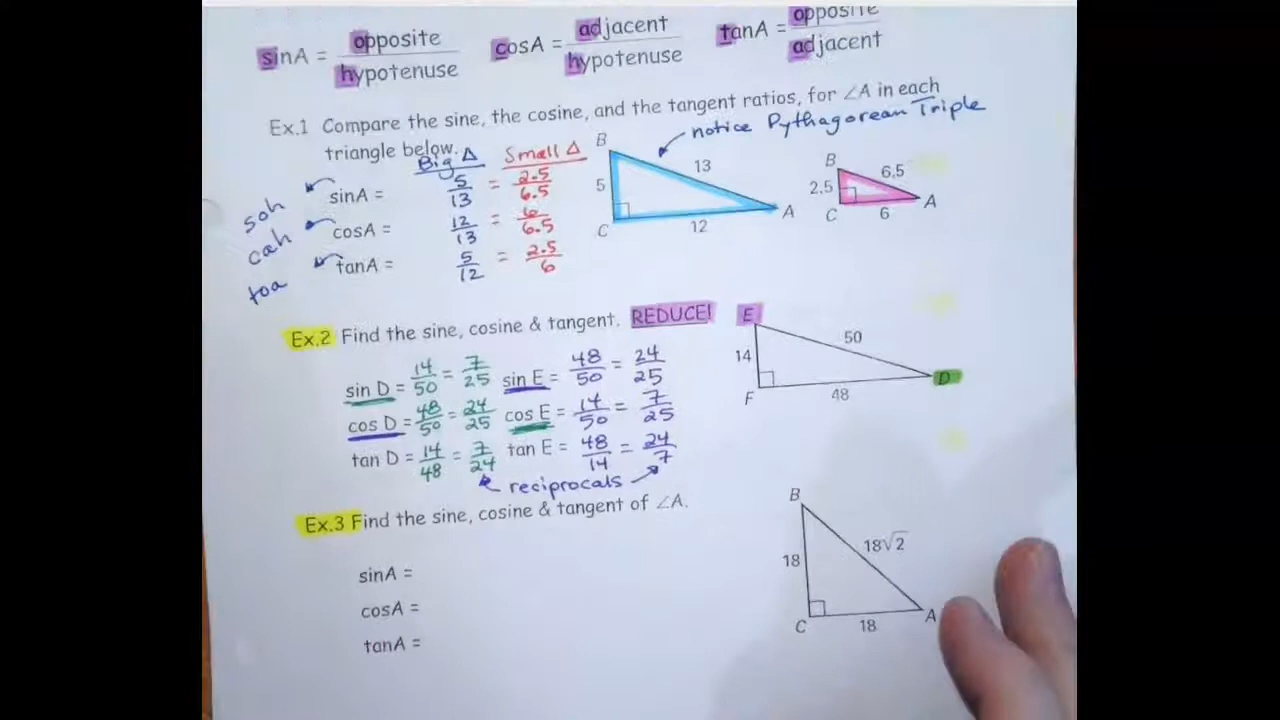 sinA = opposite / hypotenuse cosA = adjacent / hypotenuse tanA = opposite / adjacent
Ex.1 Compare the sine, the cosine, and the tangent ratios, for ∠A in each
triangle below.
notice Pythagorean Triple
Big Δ Small Δ
soh sinA = 5/13 = 2.5/6.5
cah cosA = 12/13 = 6/6.5
toa tanA = 5/12 = 2.5/6
B 13 5 A C 12
B 6.5 2.5 A C 6
Ex.2 Find the sine, cosine & tangent. REDUCE!
sin D = 14/50 = 7/25 sin E = 48/50 = 24/25
cos D = 48/50 = 24/25 cos E = 14/50 = 7/25
tan D = 14/48 = 7/24 tan E = 48/14 = 24/7
reciprocals
E 50 14 D F 48
Ex.3 Find the sine, cosine & tangent of ∠A.
sinA =
cosA =
tanA =
B 18√2 18 A C 18